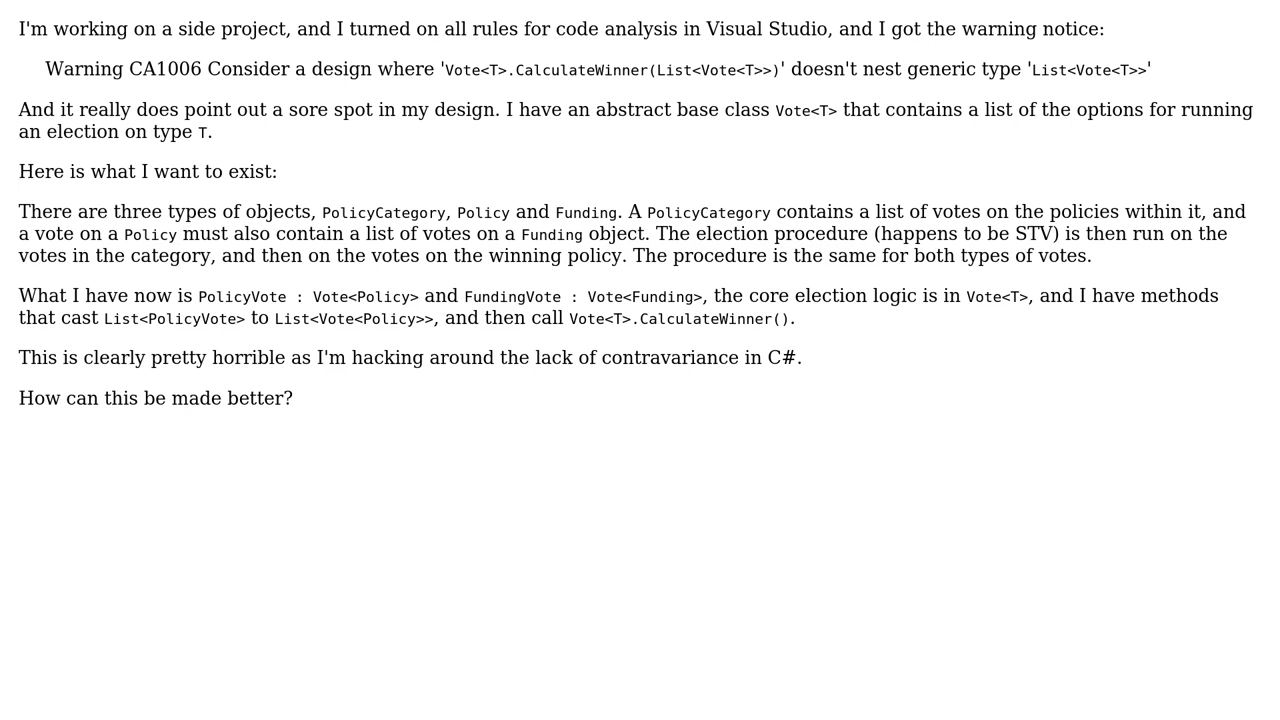 I'm working on a side project, and I turned on all rules for code analysis in Visual Studio, and I got the warning notice:
Warning CA1006 Consider a design where 'Vote<T>.CalculateWinner(List<Vote<T>>)' doesn't nest generic type 'List<Vote<T>>'
And it really does point out a sore spot in my design. I have an abstract base class Vote<T> that contains a list of the options for running
an election on type T.
Here is what I want to exist:
There are three types of objects, PolicyCategory, Policy and Funding. A PolicyCategory contains a list of votes on the policies within it, and
a vote on a Policy must also contain a list of votes on a Funding object. The election procedure (happens to be STV) is then run on the
votes in the category, and then on the votes on the winning policy. The procedure is the same for both types of votes.
What I have now is PolicyVote : Vote<Policy> and FundingVote : Vote<Funding>, the core election logic is in Vote<T>, and I have methods
that cast List<PolicyVote> to List<Vote<Policy>>, and then call Vote<T>.CalculateWinner().
This is clearly pretty horrible as I'm hacking around the lack of contravariance in C#.
How can this be made better?